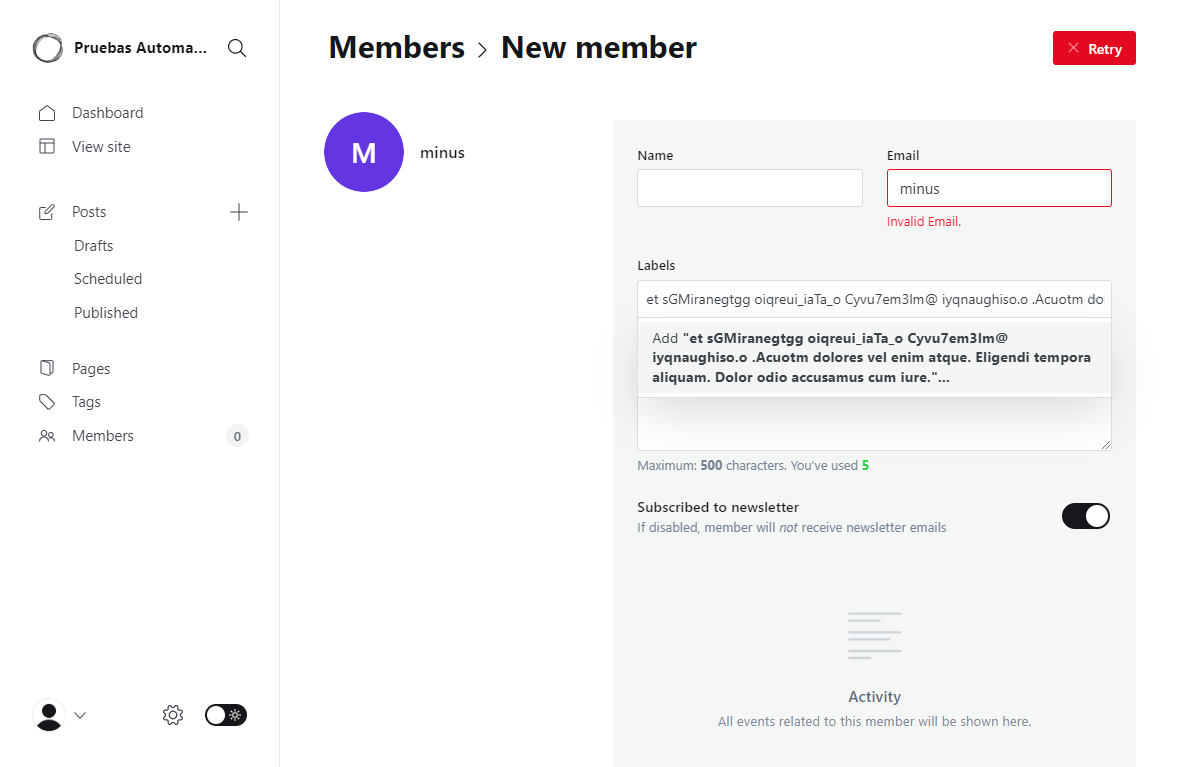 Pruebas Automa...
Dashboard
View site
Posts
Drafts
Scheduled
Published
Pages
Tags
Members
0
Members > New member
Retry
M
minus
Name
Email
minus
Invalid Email.
Labels
et sGMiranegtgg oiqreui_iaTa_o Cyvu7em3lm@ iyqnaughiso.o .Acuotm do
Add "et sGMiranegtgg oiqreui_iaTa_o Cyvu7em3lm@
iyqnaughiso.o .Acuotm dolores vel enim atque. Eligendi tempora
aliquam. Dolor odio accusamus cum iure."...
Maximum: 500 characters. You've used 5
Subscribed to newsletter
If disabled, member will not receive newsletter emails
Activity
All events related to this member will be shown here.